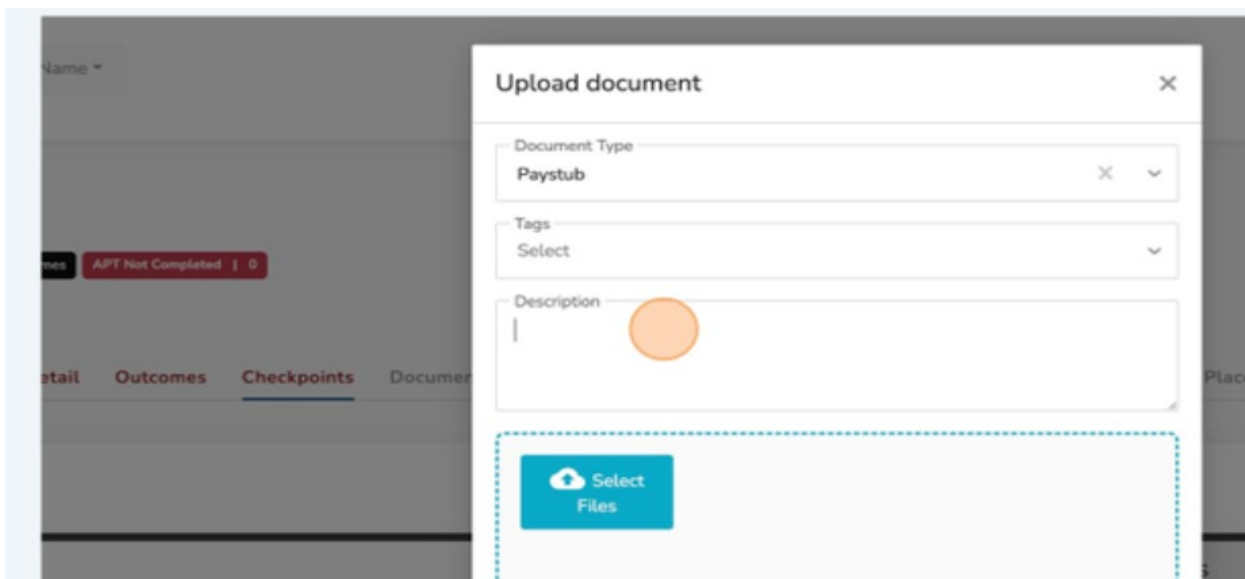 Name
Upload document
Document Type
Paystub
Tags
Select
APT Not Completed | 0
Description
Outcomes Checkpoints
Select
Files